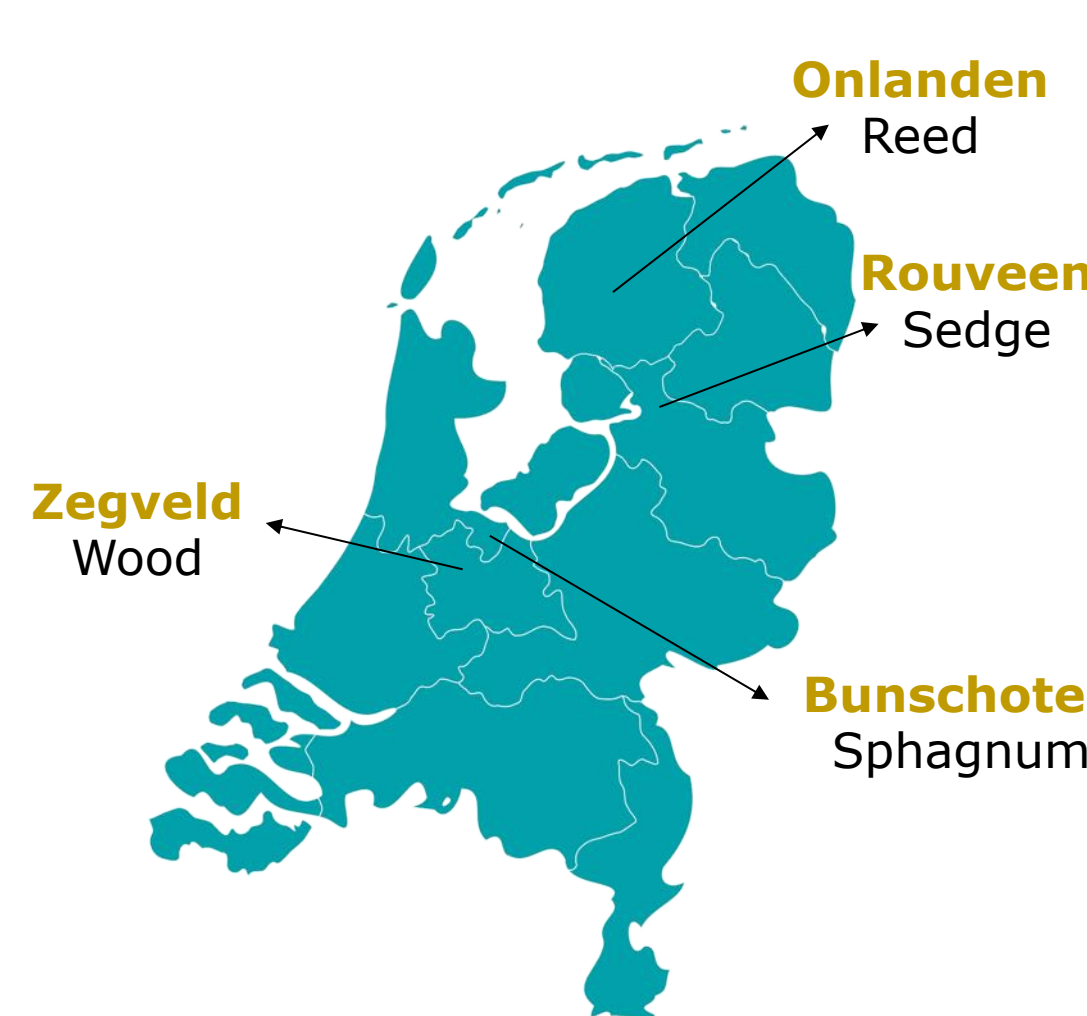 Onlanden
Reed
Rouveen
Sedge
Zegveld
Wood
Bunschote
Sphagnum